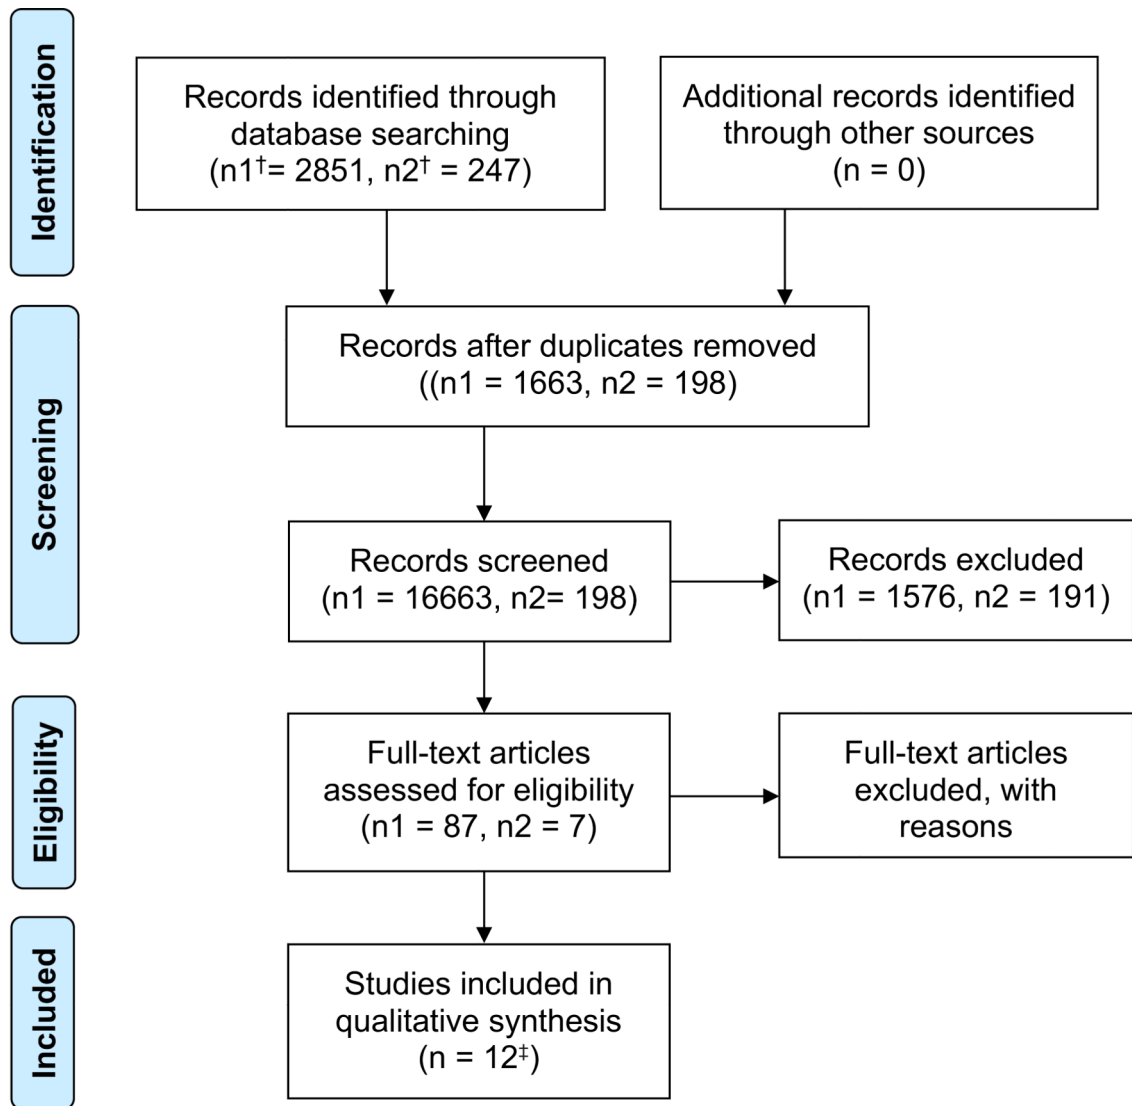 Identification
Records identified through
database searching
(n1†= 2851, n2† = 247)
Additional records identified
through other sources
(n = 0)
Screening
Records after duplicates removed
((n1 = 1663, n2 = 198)
Records screened
(n1 = 16663, n2= 198)
Records excluded
(n1 = 1576, n2 = 191)
Eligibility
Full-text articles
assessed for eligibility
(n1 = 87, n2 = 7)
Full-text articles
excluded, with
reasons
Included
Studies included in
qualitative synthesis
(n = 12‡)